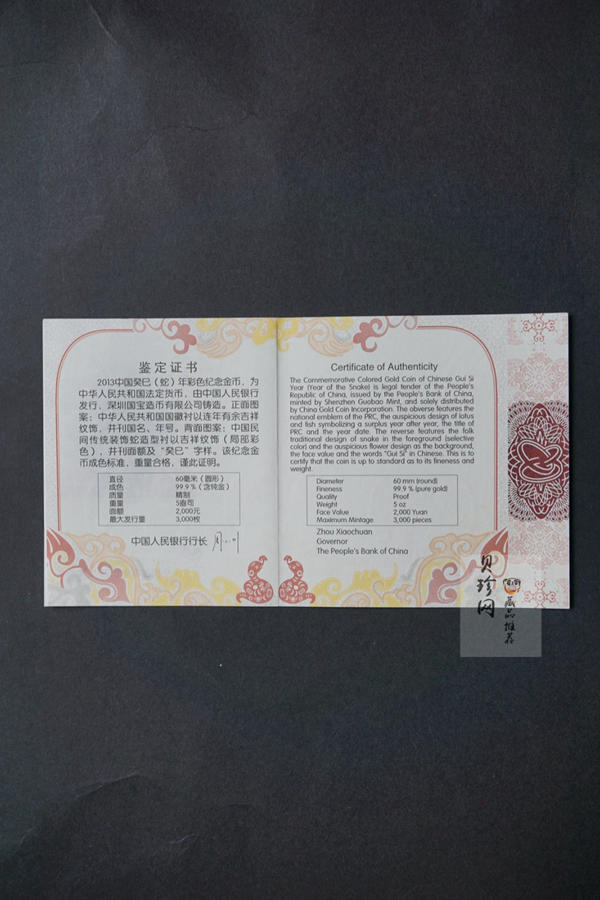 鉴定证书
2013中国癸巳（蛇）年彩色纪念金币，为
中华人民共和国法定货币，由中国人民银行
发行，深圳国宝造币有限公司铸造。正面图
案：中华人民共和国国徽衬以连年有余吉祥
纹饰，并刊国名、年号。背面图案：中国民
间传统装饰蛇造型衬以吉祥纹饰（局部彩
色），并刊面额及“癸巳”字样。该纪念金
币成色标准，重量合格，谨此证明。
直径 60毫米（圆形）
成色 99.9％（含纯金）
质量 精制
重量 5盎司
面额 2,000元
最大发行量 3,000枚
中国人民银行行长
Certificate of Authenticity
The Commemorative Colored Gold Coin of Chinese Gui Si
Year (Year of the Snake) is legal tender of the People's
Republic of China, issued by the People's Bank of China,
minted by Shenzhen Guobao Mint, and solely distributed
by China Gold Coin Incorporation. The obverse features the
national emblem of the PRC, the auspicious design of lotus
and fish symbolizing a surplus year after year, the title of
PRC and the year date. The reverse features the folk
traditional design of snake in the foreground (selective
color) and the auspicious flower design as the background,
the face value and the words "Gui Si" in Chinese. This is to
certify that the coin is up to standard as to its fineness and
weight.
Diameter 60 mm (round)
Fineness 99.9 % (pure gold)
Quality Proof
Weight 5 oz
Face Value 2,000 Yuan
Maximum Mintage 3,000 pieces
Zhou Xiaochuan
Governor
The People's Bank of China
贝珍网
藏品推荐